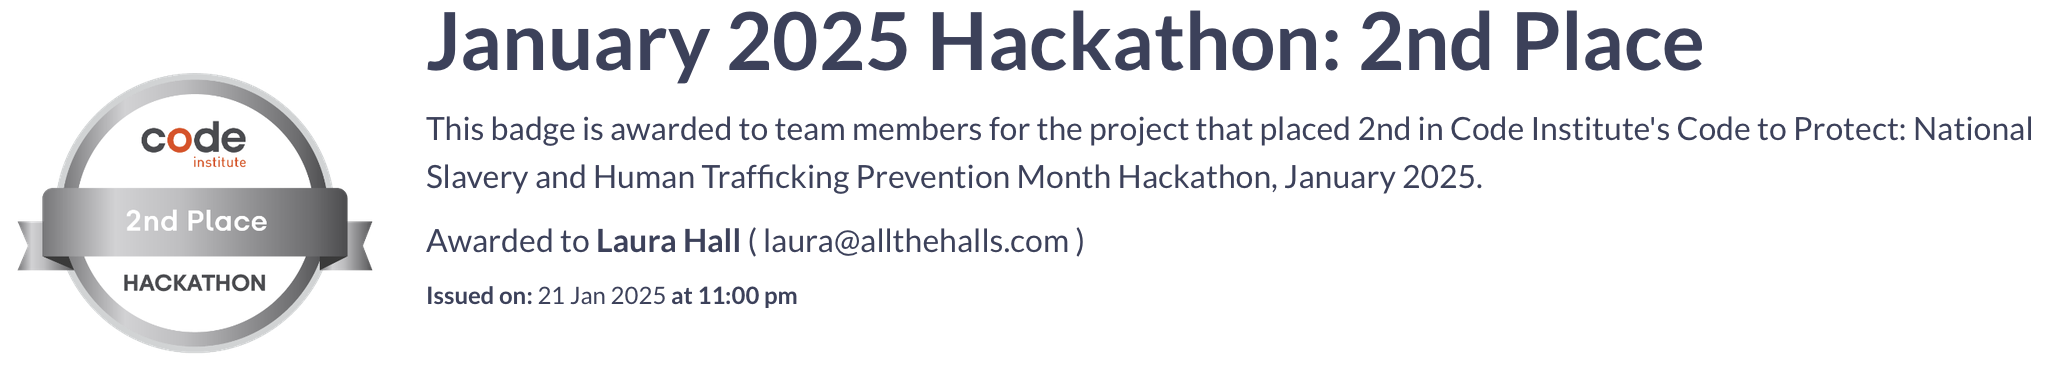 code
institute
2nd Place
HACKATHON
January 2025 Hackathon: 2nd Place
This badge is awarded to team members for the project that placed 2nd in Code Institute's Code to Protect: National
Slavery and Human Trafficking Prevention Month Hackathon, January 2025.
Awarded to Laura Hall ( laura@allthehalls.com )
Issued on: 21 Jan 2025 at 11:00 pm